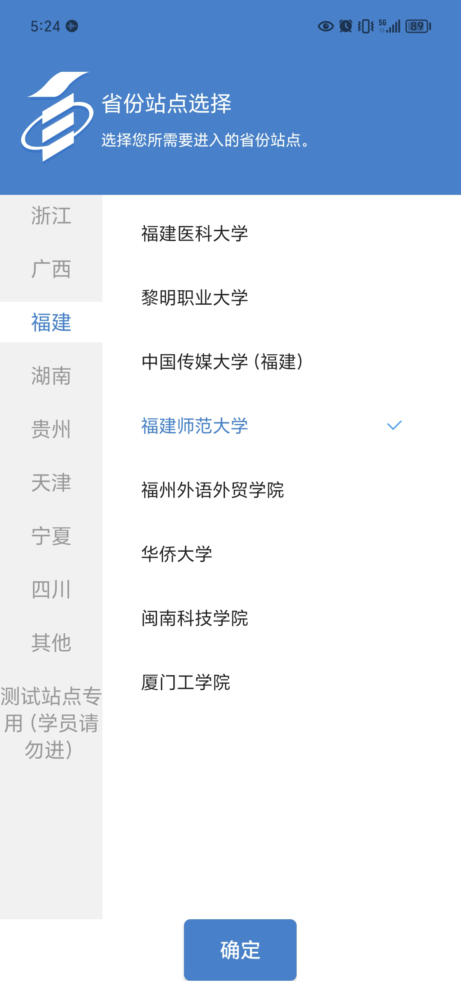 5:24
5G
89
省份站点选择
选择您所需要进入的省份站点。
浙江
广西
福建
湖南
贵州
天津
宁夏
四川
其他
测试站点专
用（学员请
勿进）
福建医科大学
黎明职业大学
中国传媒大学（福建）
福建师范大学
福州外语外贸学院
华侨大学
闽南科技学院
厦门工学院
确定